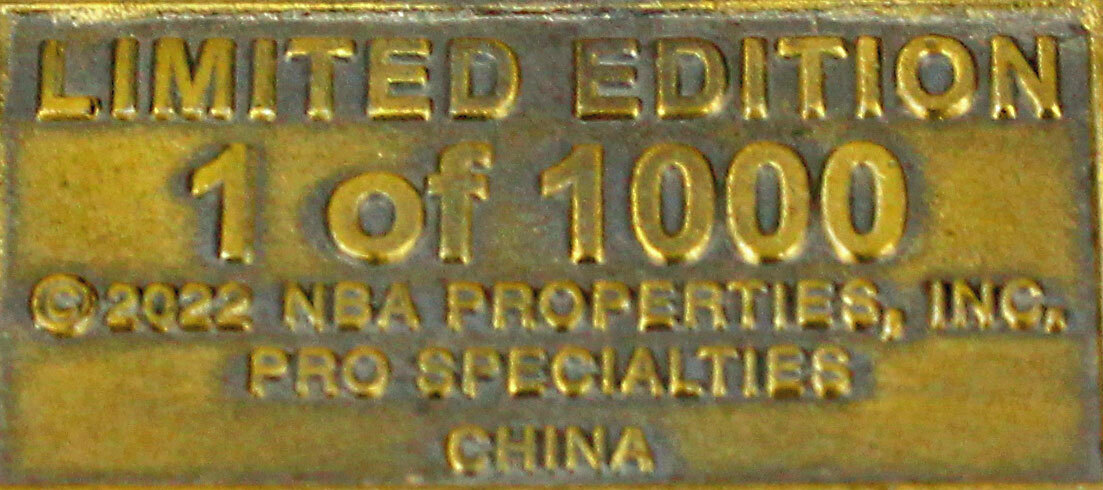 LIMITED EDITION
1 of 1000
©2022 NBA PROPERTIES, INC.
PRO SPECIALTIES
CHINA